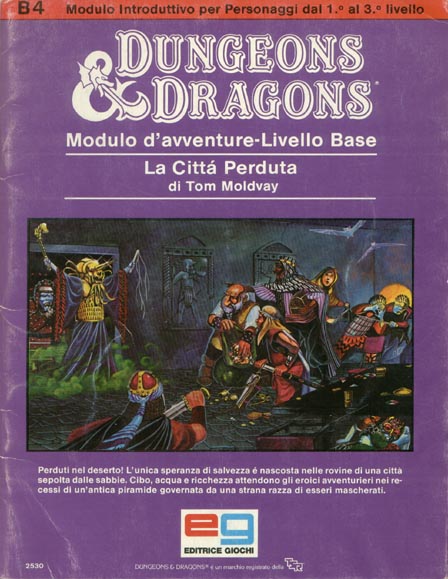 B4 Modulo Introduttivo per Personaggi dal 1.º al 3.º livello
DUNGEONS
& DRAGONS®
Modulo d'avventure-Livello Base
La Cittá Perduta
di Tom Moldvay
Perduti nel deserto! L'unica speranza di salvezza é nascosta nelle rovine di una città
sepolta dalle sabbie. Cibo, acqua e ricchezza attendono gli eroici avventurieri nei re-
cessi di un'antica piramide governata da una strana razza di esseri mascherati.
eg
EDITRICE GIOCHI
2530
DUNGEONS & DRAGONS® é un marchio registrato della TSR